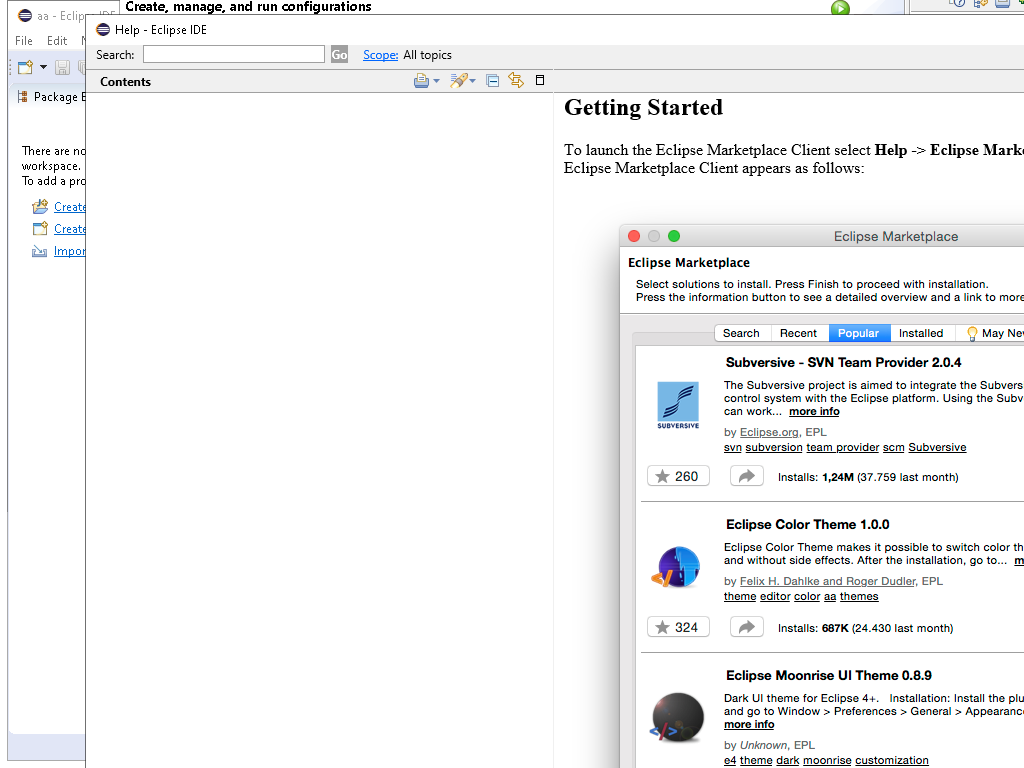 Create, manage, and run configurations
aa - Eclipse IDE
Help - Eclipse IDE
File Edit
Search: Go Scope: All topics
Contents
Package E
There are no
workspace.
To add a pro
Create
Create
Impor
Getting Started
To launch the Eclipse Marketplace Client select Help -> Eclipse Mark
Eclipse Marketplace Client appears as follows:
Eclipse Marketplace
Eclipse Marketplace
Select solutions to install. Press Finish to proceed with installation.
Press the information button to see a detailed overview and a link to more
Search Recent Popular Installed May Nev
Subversive - SVN Team Provider 2.0.4
The Subversive project is aimed to integrate the Subvers
control system with the Eclipse platform. Using the Subv
can work... more info
SUBVERSIVE
by Eclipse.org, EPL
svn subversion team provider scm Subversive
260 Installs: 1,24M (37.759 last month)
Eclipse Color Theme 1.0.0
Eclipse Color Theme makes it possible to switch color th
and without side effects. After the installation, go to... m
by Felix H. Dahlke and Roger Dudler, EPL
theme editor color aa themes
324 Installs: 687K (24.430 last month)
Eclipse Moonrise UI Theme 0.8.9
Dark UI theme for Eclipse 4+. Installation: Install the plu
and go to Window > Preferences > General > Appearanc
more info
by Unknown, EPL
e4 theme dark moonrise customization